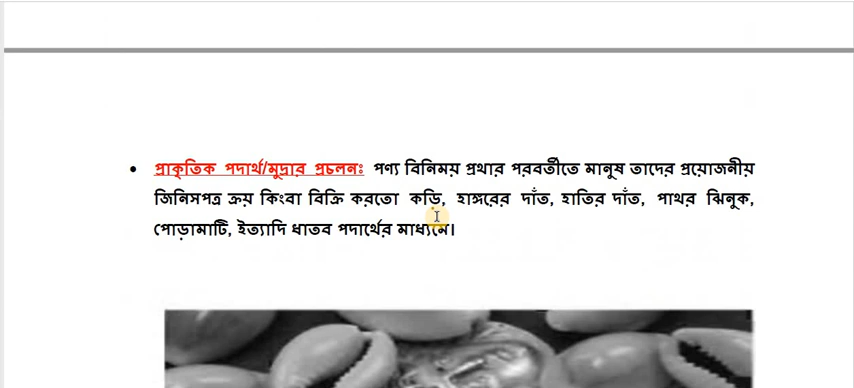 • প্রাকৃতিক পদার্থ/মুদ্রার প্রচলনঃ পণ্য বিনিময় প্রথার পরবর্তীতে মানুষ তাদের প্রয়োজনীয়
জিনিসপত্র ক্রয় কিংবা বিক্রি করতো কড়ি, হাঙ্গরের দাঁত, হাতির দাঁত, পাথর ঝিনুক,
পোড়ামাটি, ইত্যাদি ধাতব পদার্থের মাধ্যমে।